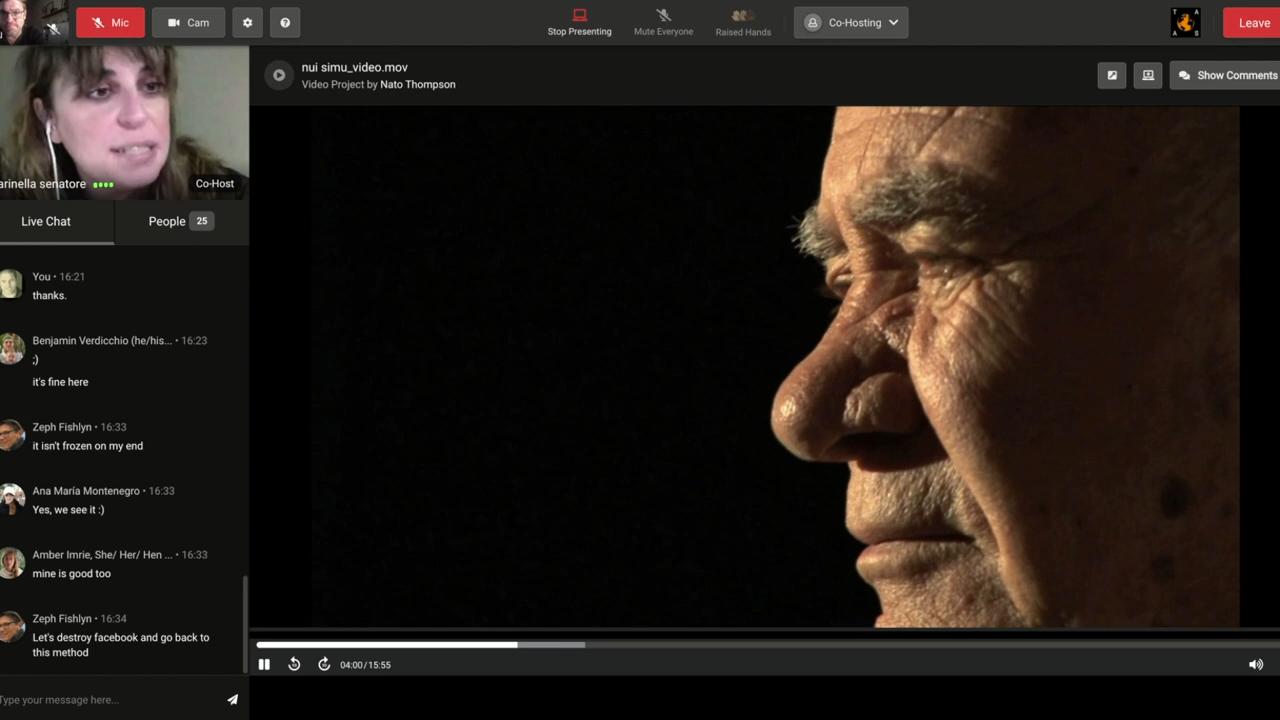 Mic
Cam
Stop Presenting
Mute Everyone
Raised Hands
Co-Hosting
T A
A S
Leave
nui simu_video.mov
Video Project by Nato Thompson
Show Comments
arinella senatore
Co-Host
Live Chat
People 25
You • 16:21
thanks.
Benjamin Verdicchio (he/his... • 16:23
;)
it's fine here
Zeph Fishlyn • 16:33
it isn't frozen on my end
Ana María Montenegro • 16:33
Yes, we see it :)
Amber Imrie, She/ Her/ Hen ... • 16:33
mine is good too
Zeph Fishlyn • 16:34
Let's destroy facebook and go back to
this method
Type your message here...
04:00/15:55